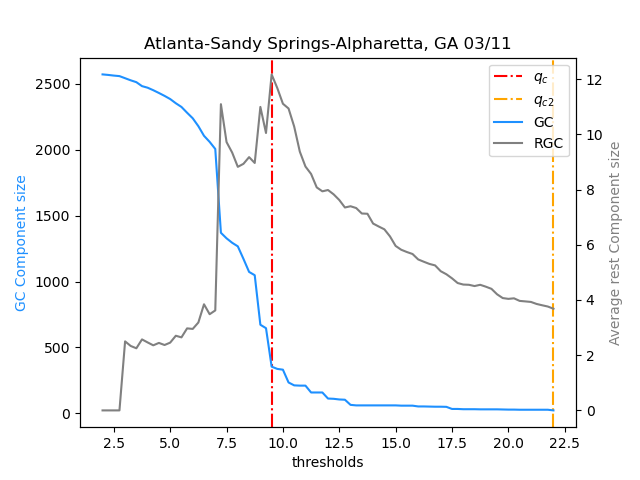 Atlanta-Sandy Springs-Alpharetta, GA 03/11
q_c
q_c2
GC
RGC
2500
2000
1500
1000
500
0
GC Component size
12
10
8
6
4
2
0
Average rest Component size
2.5 5.0 7.5 10.0 12.5 15.0 17.5 20.0 22.5
thresholds